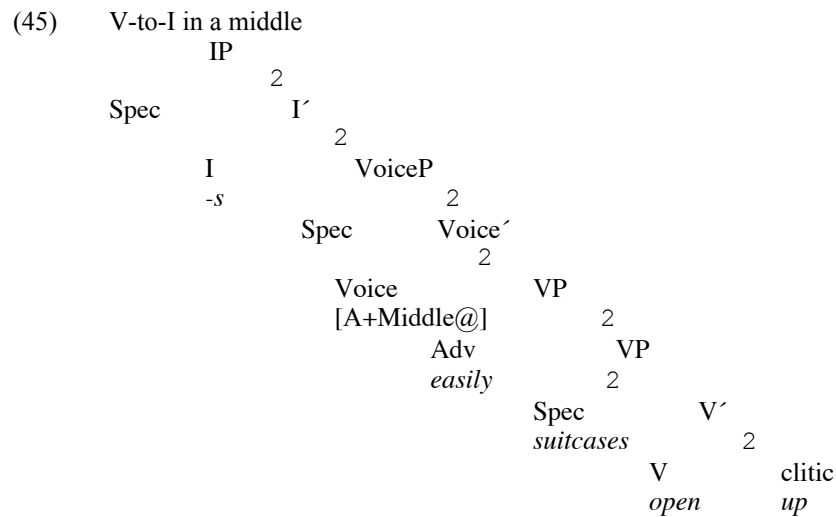 (45) V-to-I in a middle
IP
2
Spec I´
2
I VoiceP
-s 2
Spec Voice´
2
Voice VP
[A+Middle@] 2
Adv VP
easily 2
Spec V´
suitcases 2
V clitic
open up